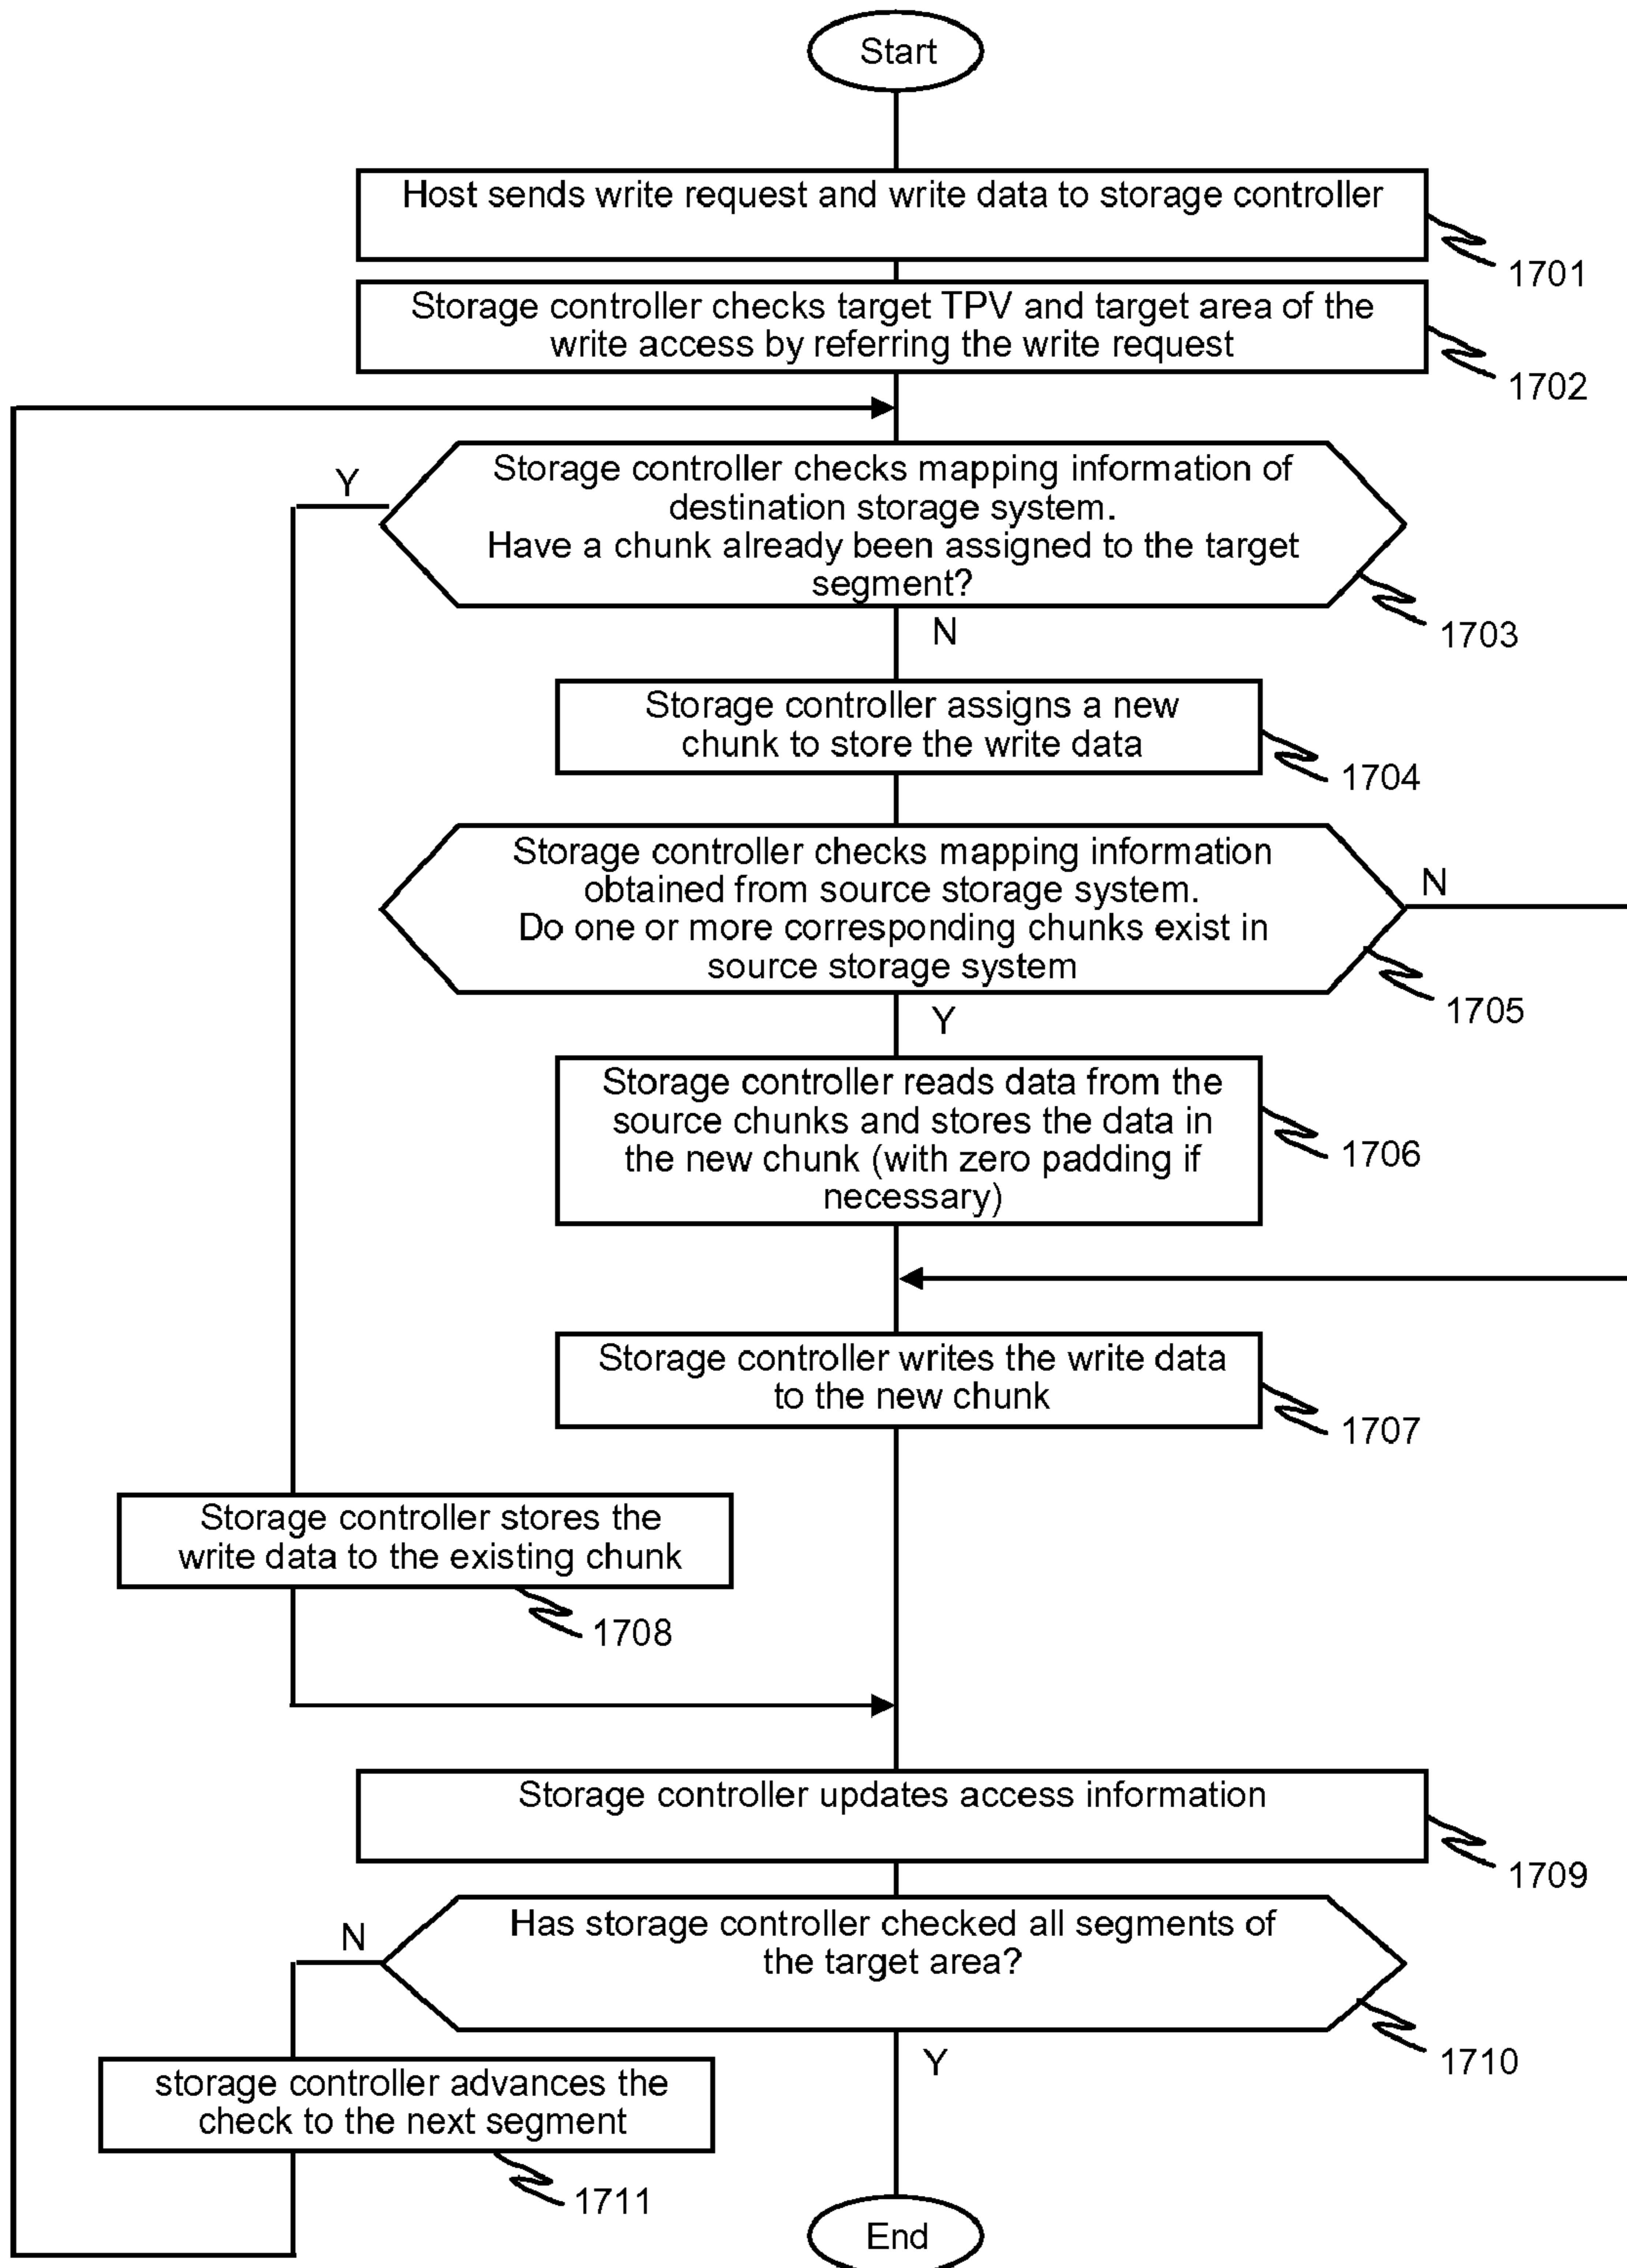 Start
Host sends write request and write data to storage controller
1701
Storage controller checks target TPV and target area of the
write access by referring the write request
1702
Y
Storage controller checks mapping information of
destination storage system.
Have a chunk already been assigned to the target
segment?
1703
N
Storage controller assigns a new
chunk to store the write data
1704
Storage controller checks mapping information
obtained from source storage system.
Do one or more corresponding chunks exist in
source storage system
N
1705
Y
Storage controller reads data from the
source chunks and stores the data in
the new chunk (with zero padding if
necessary)
1706
Storage controller writes the write data
to the new chunk
1707
Storage controller stores the
write data to the existing chunk
1708
Storage controller updates access information
1709
N
Has storage controller checked all segments of
the target area?
1710
Y
storage controller advances the
check to the next segment
1711
End